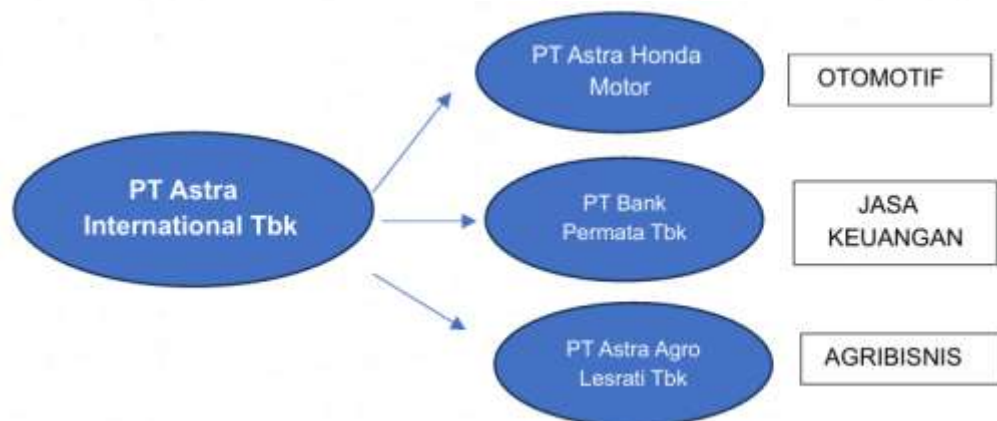 PT Astra Honda
Motor
OTOMOTIF
PT Astra
International Tbk
PT Bank
Permata Tbk
JASA
KEUANGAN
PT Astra Agro
Lesrati Tbk
AGRIBISNIS